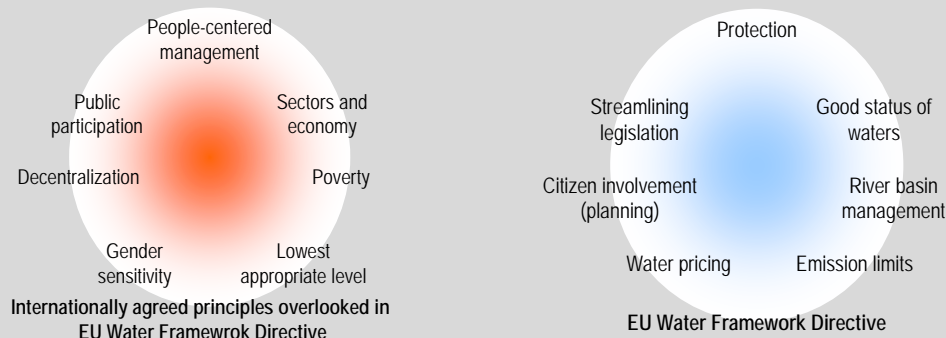 People-centered
management
Public
participation
Sectors and
economy
Decentralization
Poverty
Gender
sensitivity
Lowest
appropriate level
Internationally agreed principles overlooked in
EU Water Framewrok Directive
Protection
Streamlining
legislation
Good status of
waters
Citizen involvement
(planning)
River basin
management
Water pricing
Emission limits
EU Water Framework Directive